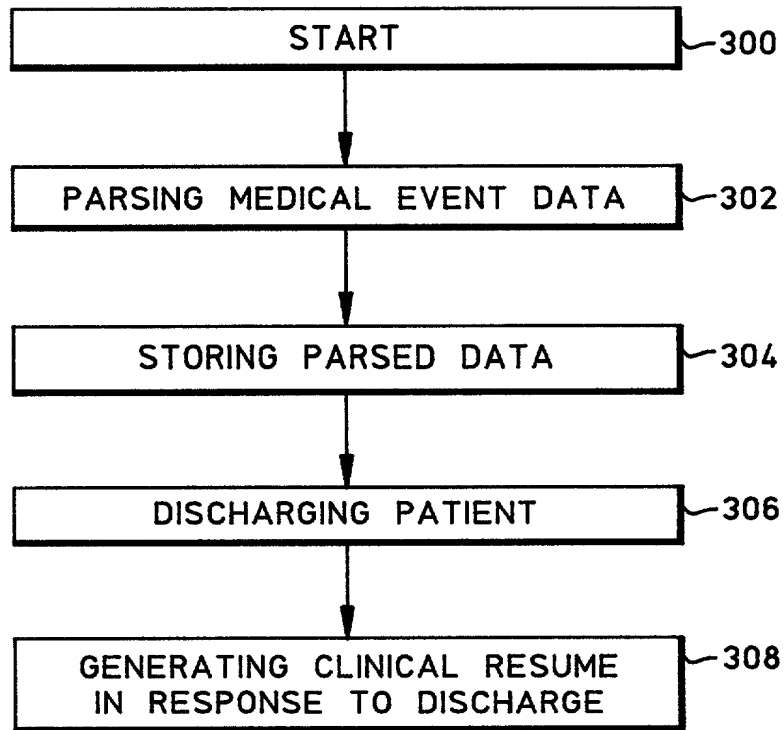 START
300
PARSING MEDICAL EVENT DATA
302
STORING PARSED DATA
304
DISCHARGING PATIENT
306
GENERATING CLINICAL RESUME
IN RESPONSE TO DISCHARGE
308